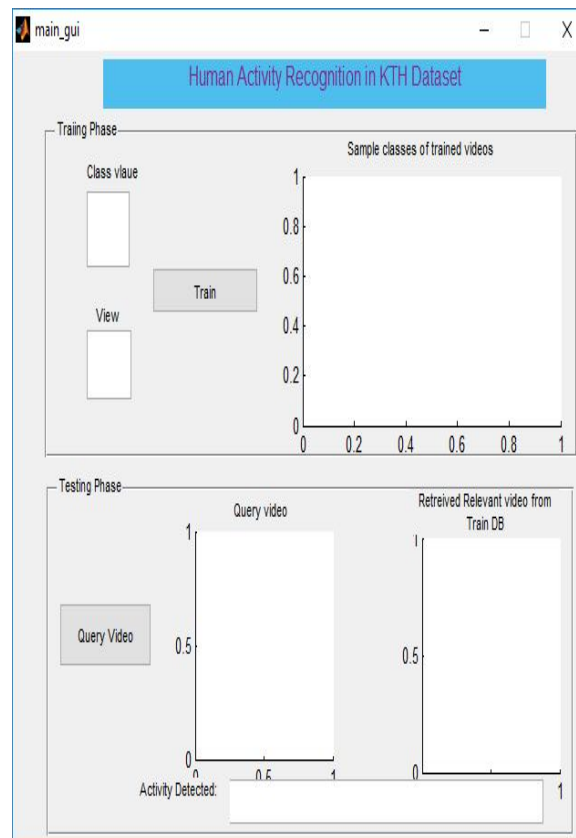 main_gui
Human Activity Recognition in KTH Dataset
Traiing Phase
Class vlaue
Sample classes of trained videos
1
0.8
0.6
0.4
0.2
0
0 0.2 0.4 0.6 0.8 1
Train
View
Testing Phase
Query video
Retreived Relevant video from
Train DB
Query Video
1
0.5
0
0 0.5 1
1
0.5
0
1
Activity Detected: